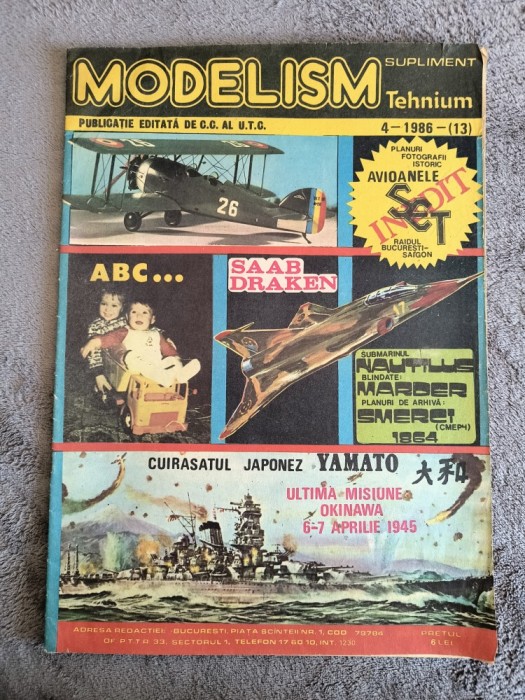 SUPLIMENT
MODELISM
Tehnium
PUBLICAȚIE EDITATĂ DE C.C. AL U.T.C.
4-1986-(13)
26
26
PLANURI
FOTOGRAFII
ISTORIC
AVIOANELE
SET
INEDIT
RAIDUL
BUCUREȘTI-
SAIGON
ABC...
SAAB
DRAKEN
SUBMARINUL
NAUTILUS
BLINDATE:
MARDER
PLANURI DE ARHIVĂ:
SMERCI
(СМЕРЧ)
1864
CUIRASATUL JAPONEZ YAMATO 大和
ULTIMA MISIUNE
OKINAWA
6-7 APRILIE 1945
ADRESA REDACȚIEI: BUCUREȘTI, PIAȚA SCÎNTEII NR. 1, COD 79784
OF. P.T.T.R. 33, SECTORUL 1, TELEFON 17 60 10, INT. 1230
PREȚUL
6 LEI